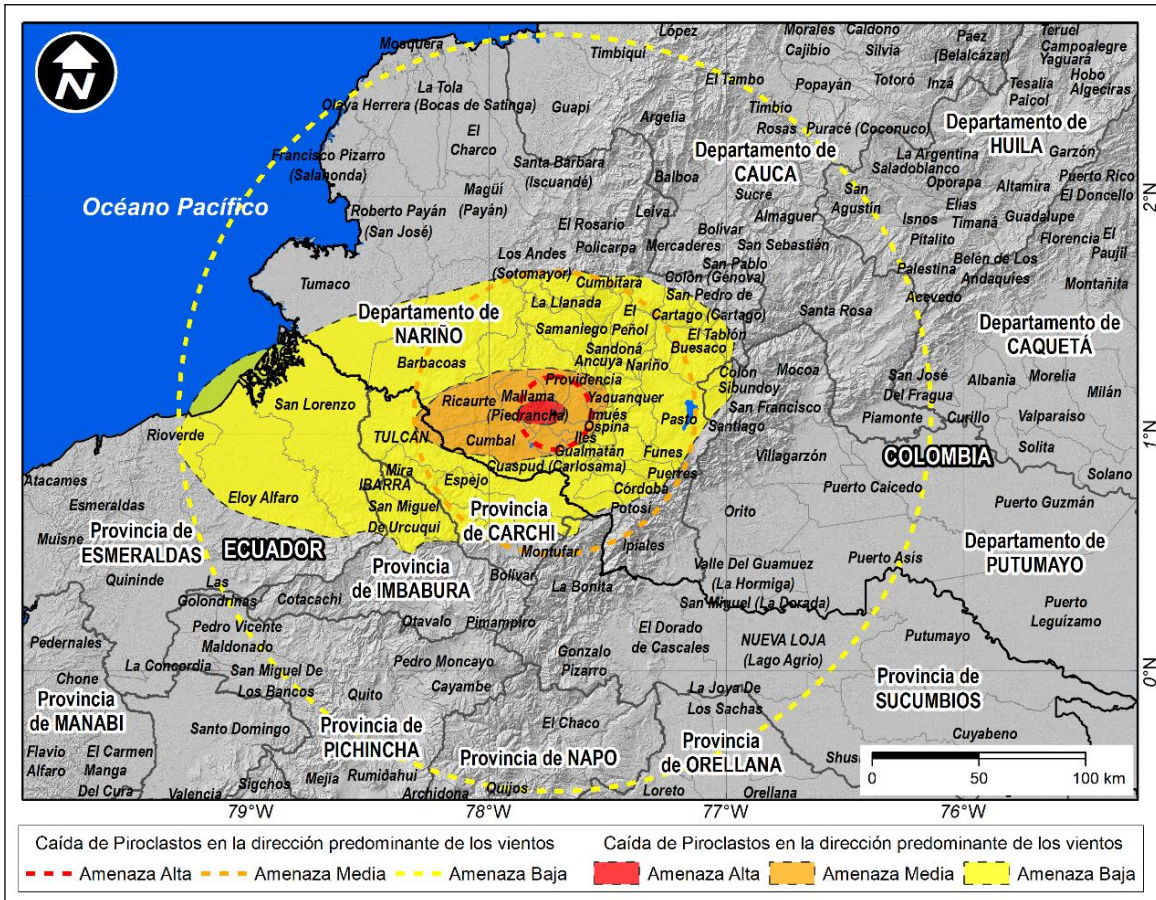 N
Océano Pacífico
Mosquera
Timbiquí
López
Morales
Caldono
Cajibío
Silvia
Páez
(Belalcázar)
Teruel
Campoalegre
Yaguará
Hobo
Algeciras
La Tola
Olaya Herrera (Bocas de Satinga)
Guapi
El Tambo
Popayán
Totoró
Inzá
Tesalia
Paicol
Argelia
Timbio
Rosas
Puracé (Coconuco)
Departamento de
HUILA
El
Charco
Francisco Pizarro
(Salahonda)
Santa Bárbara
(Iscuandé)
Departamento de
CAUCA
La Argentina
Saladoblanco
Oporapa
Garzón
Altamira
Puerto Rico
El Doncello
Magüí
(Payán)
Balboa
Sucre
San
Agustín
Elías
Isnos
Timaná
Guadalupe
2°N
Roberto Payán
(San José)
El Rosario
Leiva
Almaguer
Bolívar
Pitalito
Florencia
El
Paujil
Policarpa
Mercaderes
San Sebastián
San Pablo
Los Andes
(Sotomayor)
Colón (Génova)
Palestina
Belén de Los
Andaquíes
Montañita
Tumaco
Cumbitara
San Pedro de
Cartago (Cartago)
Acevedo
Santa Rosa
La Llanada
Departamento de
NARIÑO
El
Peñol
Samaniego
El Tablón
Buesaco
Departamento de
CAQUETÁ
Sandoná
Ancuya
Nariño
Barbacoas
Colón
Sibundoy
Mocoa
San José
Del Fragua
Albania
Morelia
Milán
Providencia
Mallama
(Piedrancha)
Yaquanquer
Ricaurte
San Lorenzo
San Francisco
Piamonte
Curillo
Valparaiso
Imués
Ospina
Pasto
Santiago
Rioverde
TULCÁN
Cumbal
Iles
Gualmatán
Funes
Villagarzón
COLOMBIA
Solita
1°N
Cuaspud (Carlosama)
Puerres
Solano
Mira
IBARRA
Espejo
Córdoba
Puerto Caicedo
Atacames
Esmeraldas
Eloy Alfaro
San Miguel
De Urcuqui
Provincia
de CARCHI
Potosí
Orito
Puerto Guzmán
Provincia de
ESMERALDAS
Muisne
ECUADOR
Ipiales
Montufar
Departamento de
PUTUMAYO
Quininde
Las
Golondrinas
Provincia
de IMBABURA
Cotacachi
Bolívar
La Bonita
Valle Del Guamuez
(La Hormiga)
San Miguel (La Dorada)
Puerto Asís
Puerto
Leguízamo
Pedernales
Pedro Vicente
Maldonado
Otavalo
Pimampiro
El Dorado
de Cascales
NUEVA LOJA
(Lago Agrio)
Putumayo
La Concordia
San Miguel De
Los Bancos
Pedro Moncayo
Gonzalo
Pizarro
Chone
Quito
Cayambe
La Joya De
Los Sachas
Provincia de
SUCUMBIOS
0°N
Provincia
de MANABI
Santo Domingo
Provincia de
PICHINCHA
El Chaco
Provincia
de ORELLANA
Cuyabeno
Flavio
Alfaro
El Carmen
Manga
Del Cura
Provincia de NAPO
Valencia
Sigchos
Mejia
Rumiñahui
Archidona
Quijos
Loreto
Orellana
0 50 100 km
79°W 78°W 77°W 76°W
Caída de Piroclastos en la dirección predominante de los vientos
Amenaza Alta Amenaza Media Amenaza Baja
Caída de Piroclastos en la dirección predominante de los vientos
Amenaza Alta Amenaza Media Amenaza Baja